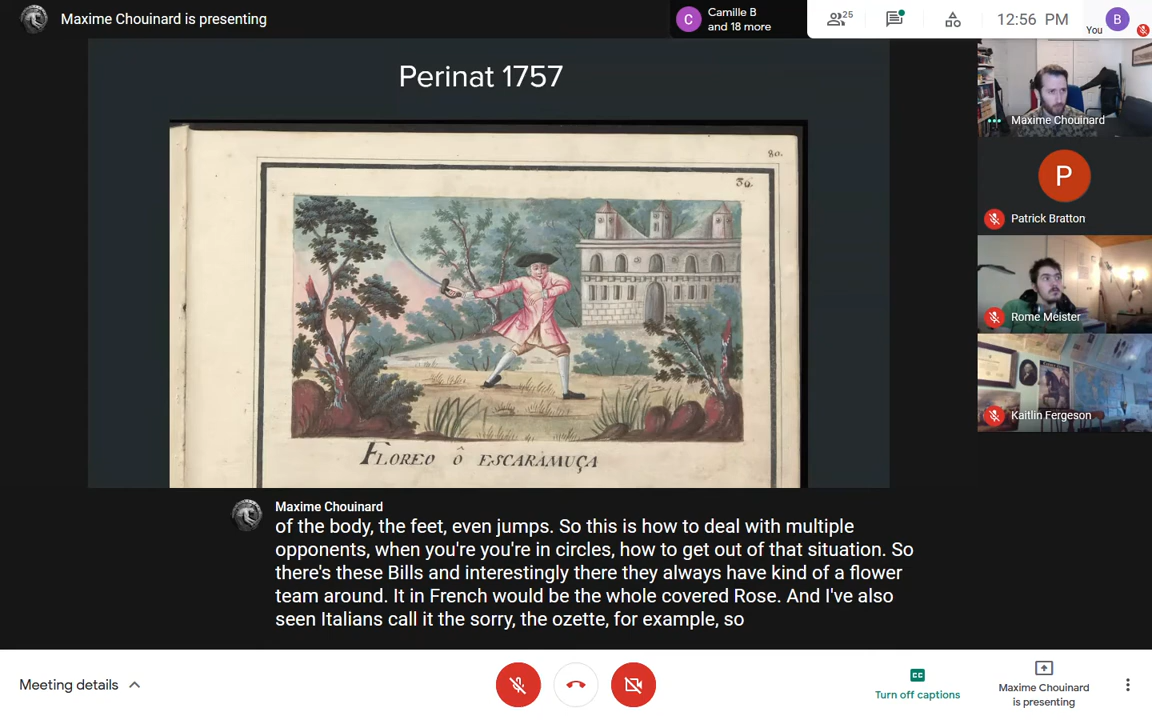 Maxime Chouinard is presenting
C
Camille B
and 18 more
25
12:56 PM
You
B
Perinat 1757
80.
39.
FLOREO Ô ESCARAMUÇA
Maxime Chouinard
P
Patrick Bratton
Rome Meister
Kaitlin Fergeson
Maxime Chouinard
of the body, the feet, even jumps. So this is how to deal with multiple
opponents, when you're you're in circles, how to get out of that situation. So
there's these Bills and interestingly there they always have kind of a flower
team around. It in French would be the whole covered Rose. And I've also
seen Italians call it the sorry, the ozette, for example, so
Meeting details
CC
Turn off captions
Maxime Chouinard
is presenting